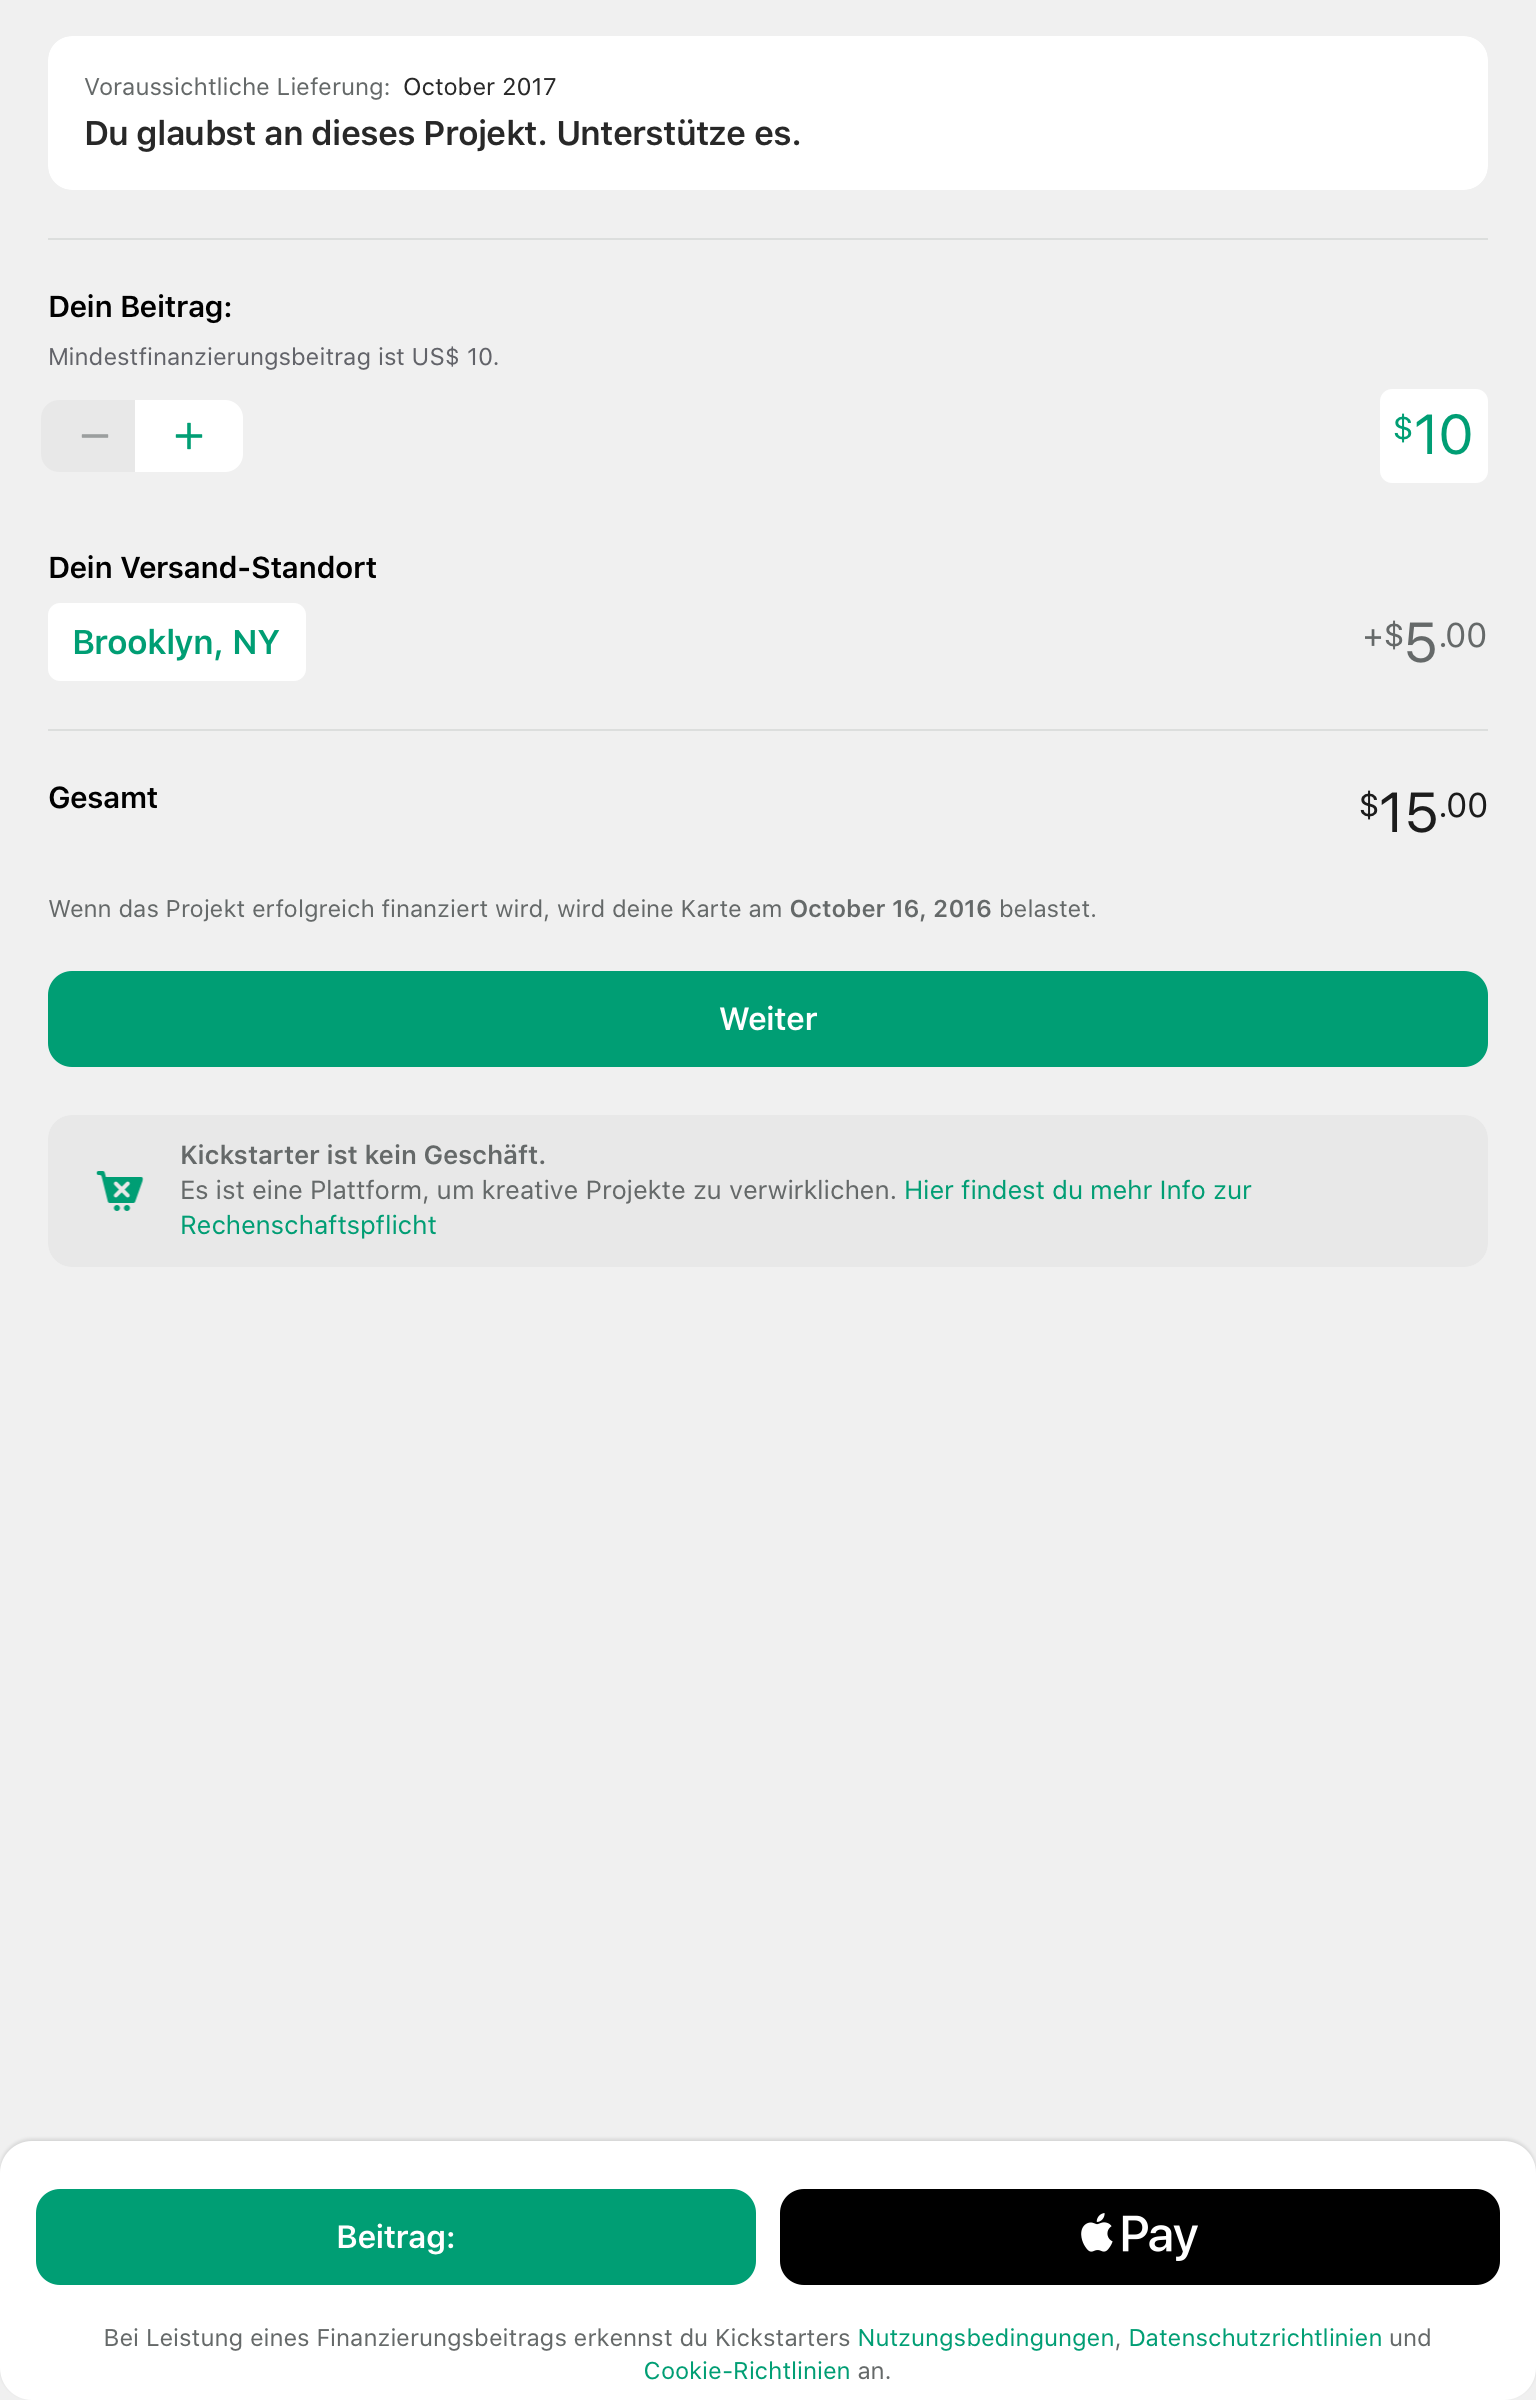 Voraussichtliche Lieferung: October 2017
Du glaubst an dieses Projekt. Unterstütze es.
Dein Beitrag:
Mindestfinanzierungsbeitrag ist US$ 10.
− +
$10
Dein Versand-Standort
Brooklyn, NY
+$5.00
Gesamt
$15.00
Wenn das Projekt erfolgreich finanziert wird, wird deine Karte am October 16, 2016 belastet.
Weiter
Kickstarter ist kein Geschäft.
Es ist eine Plattform, um kreative Projekte zu verwirklichen. Hier findest du mehr Info zur
Rechenschaftspflicht
Beitrag:
Pay
Bei Leistung eines Finanzierungsbeitrags erkennst du Kickstarters Nutzungsbedingungen, Datenschutzrichtlinien und
Cookie-Richtlinien an.